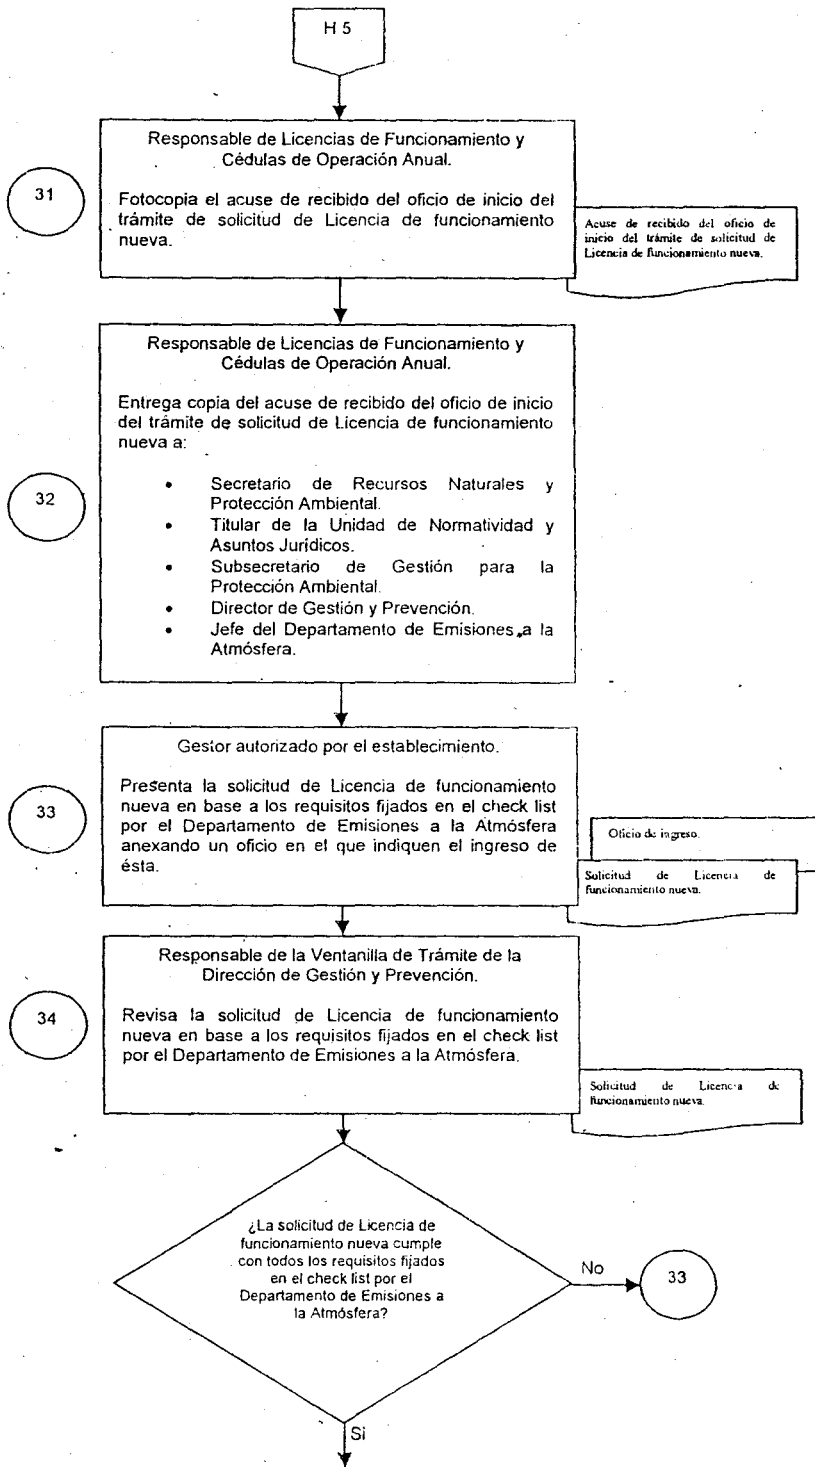 H 5
Responsable de Licencias de Funcionamiento y
Cédulas de Operación Anual.
31
Fotocopia el acuse de recibido del oficio de inicio del
trámite de solicitud de Licencia de funcionamiento
nueva.
Acuse de recibido del oficio de
inicio del trámite de solicitud de
Licencia de funcionamiento nueva.
Responsable de Licencias de Funcionamiento y
Cédulas de Operación Anual.
Entrega copia del acuse de recibido del oficio de inicio
del trámite de solicitud de Licencia de funcionamiento
nueva a:
32
• Secretario de Recursos Naturales y
Protección Ambiental.
• Titular de la Unidad de Normatividad y
Asuntos Jurídicos.
• Subsecretario de Gestión para la
Protección Ambiental.
• Director de Gestión y Prevención.
• Jefe del Departamento de Emisiones a la
Atmósfera.
Gestor autorizado por el establecimiento.
33
Presenta la solicitud de Licencia de funcionamiento
nueva en base a los requisitos fijados en el check list
por el Departamento de Emisiones a la Atmósfera
anexando un oficio en el que indiquen el ingreso de
ésta.
Oficio de ingreso.
Solicitud de Licencia de
funcionamiento nueva.
Responsable de la Ventanilla de Trámite de la
Dirección de Gestión y Prevención.
34
Revisa la solicitud de Licencia de funcionamiento
nueva en base a los requisitos fijados en el check list
por el Departamento de Emisiones a la Atmósfera.
Solicitud de Licencia de
funcionamiento nueva.
¿La solicitud de Licencia de
funcionamiento nueva cumple
con todos los requisitos fijados
en el check list por el
Departamento de Emisiones a
la Atmósfera?
No
33
Si